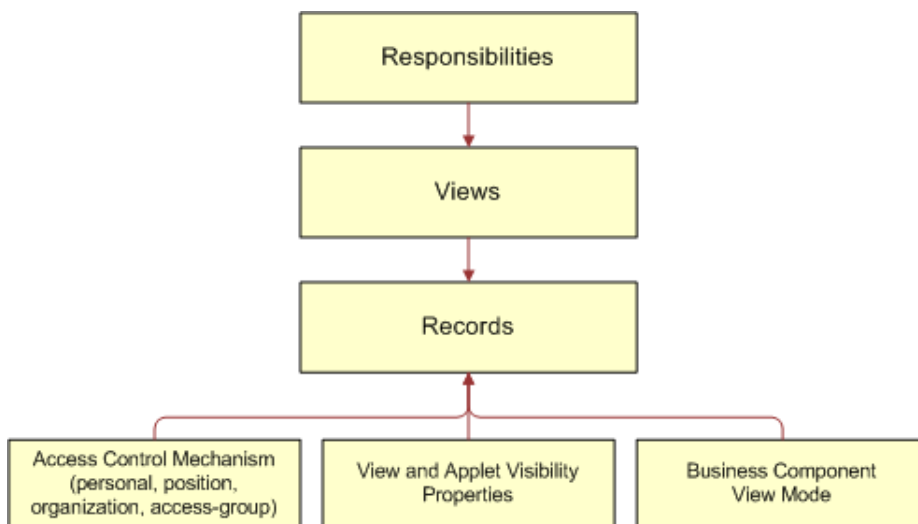 Responsibilities
Views
Records
Access Control Mechanism
(personal, position,
organization, access-group)
View and Applet Visibility
Properties
Business Component
View Mode